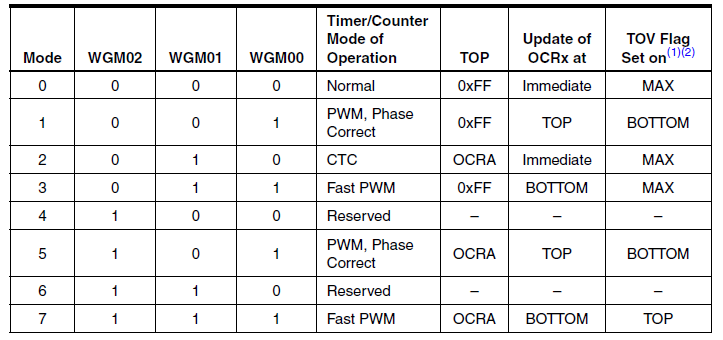 Mode WGM02 WGM01 WGM00 Timer/Counter Mode of Operation TOP Update of OCRx at TOV Flag Set on(1)(2)
0 0 0 0 Normal 0xFF Immediate MAX
1 0 0 1 PWM, Phase Correct 0xFF TOP BOTTOM
2 0 1 0 CTC OCRA Immediate MAX
3 0 1 1 Fast PWM 0xFF BOTTOM MAX
4 1 0 0 Reserved – – –
5 1 0 1 PWM, Phase Correct OCRA TOP BOTTOM
6 1 1 0 Reserved – – –
7 1 1 1 Fast PWM OCRA BOTTOM TOP